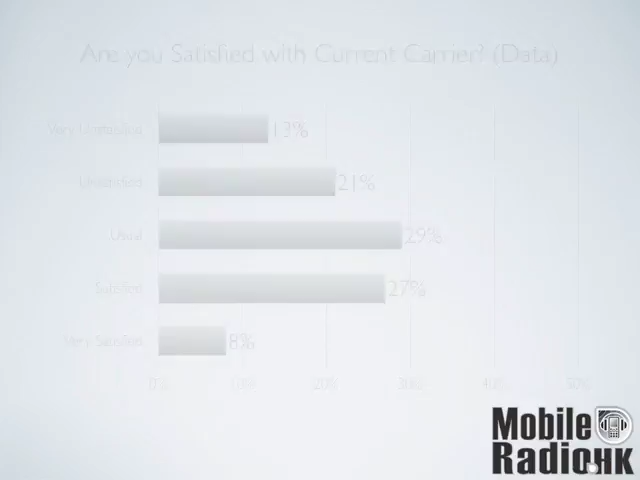 Are you Satisfied with Current Carrier? (Data)
Very Unsatisfied 13%
Unsatisfied 21%
Usual 29%
Satisfied 27%
Very Satisfied 8%
0% 10% 20% 30% 40% 50%
Mobile
Radio.HK